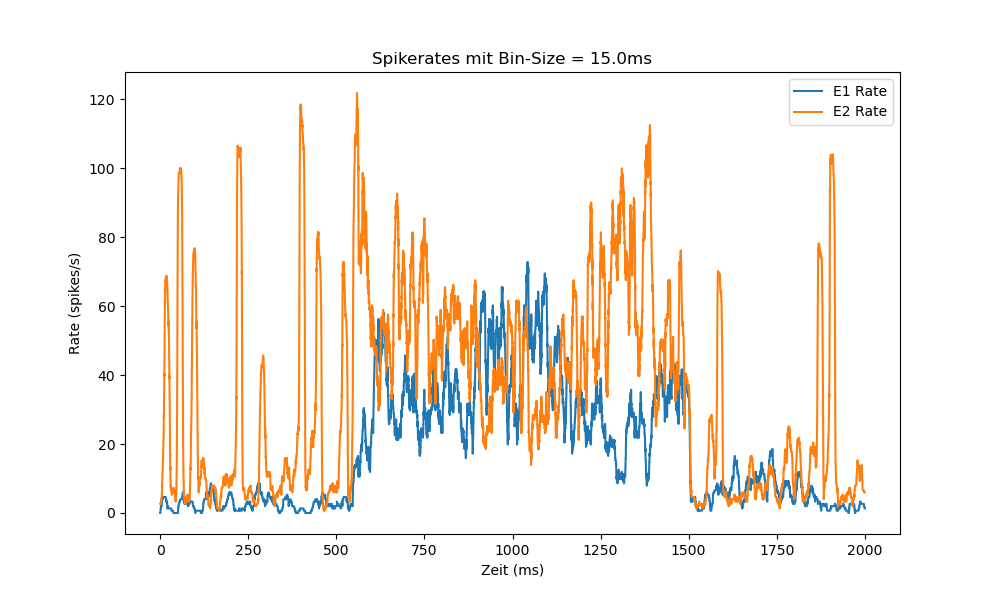 Spikerates mit Bin-Size = 15.0ms
E1 Rate
E2 Rate
120
100
80
60
40
20
0
Rate (spikes/s)
0 250 500 750 1000 1250 1500 1750 2000
Zeit (ms)